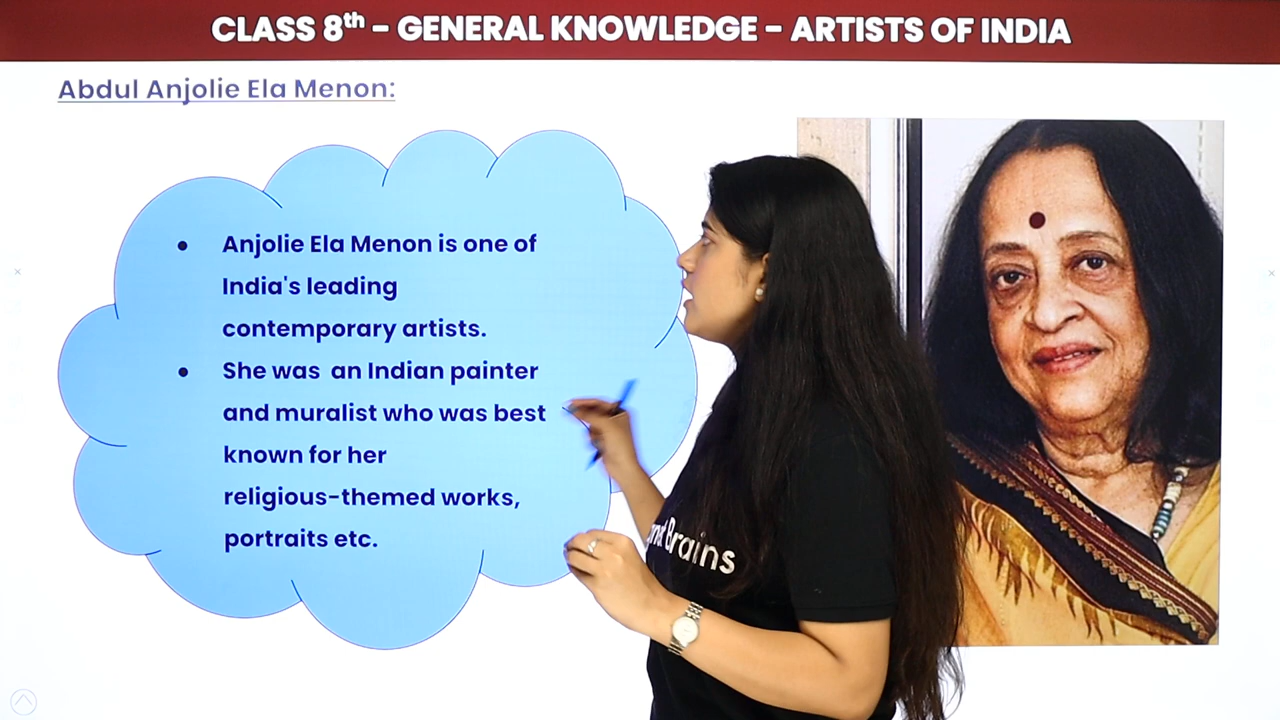 CLASS 8th - GENERAL KNOWLEDGE - ARTISTS OF INDIA
Abdul Anjolie Ela Menon:
• Anjolie Ela Menon is one of
India's leading
contemporary artists.
• She was an Indian painter
and muralist who was best
known for her
religious-themed works,
portraits etc.
Brains